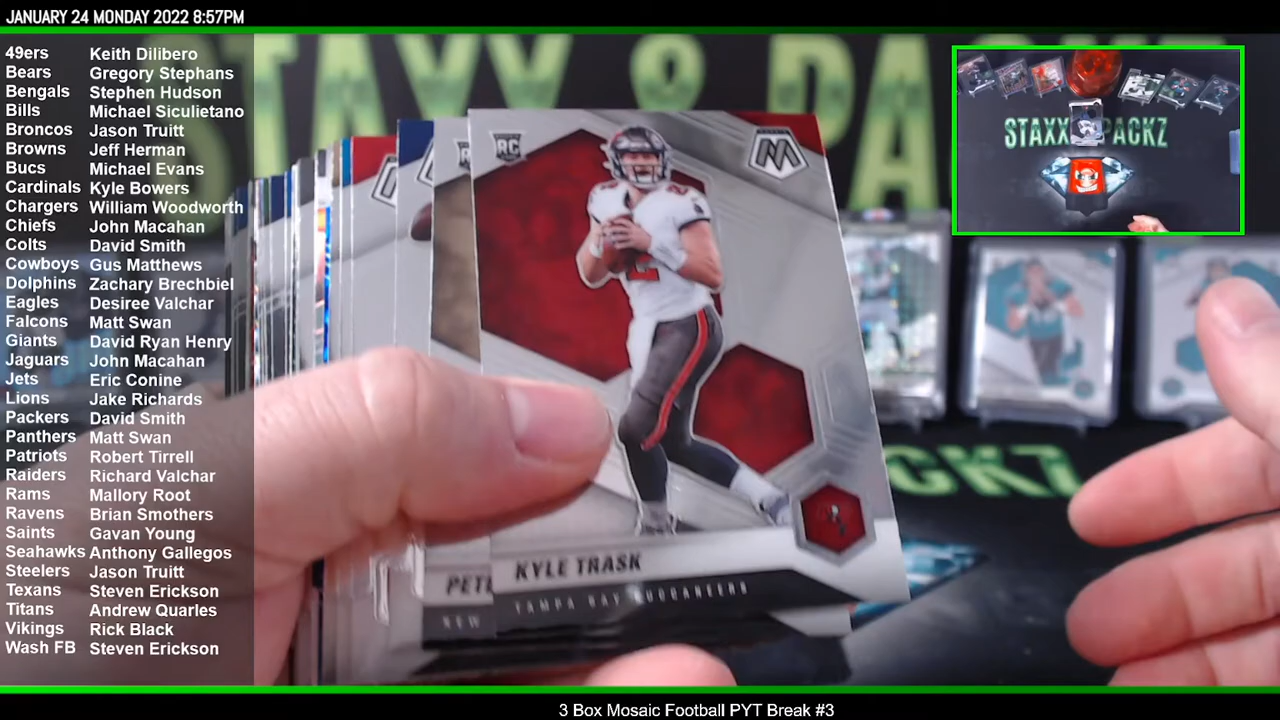 JANUARY 24 MONDAY 2022 8:57PM
49ers Keith Dilibero
Bears Gregory Stephans
Bengals Stephen Hudson
Bills Michael Siculietano
Broncos Jason Truitt
Browns Jeff Herman
Bucs Michael Evans
Cardinals Kyle Bowers
Chargers William Woodworth
Chiefs John Macahan
Colts David Smith
Cowboys Gus Matthews
Dolphins Zachary Brechbiel
Eagles Desiree Valchar
Falcons Matt Swan
Giants David Ryan Henry
Jaguars John Macahan
Jets Eric Conine
Lions Jake Richards
Packers David Smith
Panthers Matt Swan
Patriots Robert Tirrell
Raiders Richard Valchar
Rams Mallory Root
Ravens Brian Smothers
Saints Gavan Young
Seahawks Anthony Gallegos
Steelers Jason Truitt
Texans Steven Erickson
Titans Andrew Quarles
Vikings Rick Black
Wash FB Steven Erickson
STAXX & PACKZ
RC
M
KYLE TRASK
TAMPA BAY BUCCANEERS
PETE
NEW
STAXX PACKZ
CKZ
3 Box Mosaic Football PYT Break #3